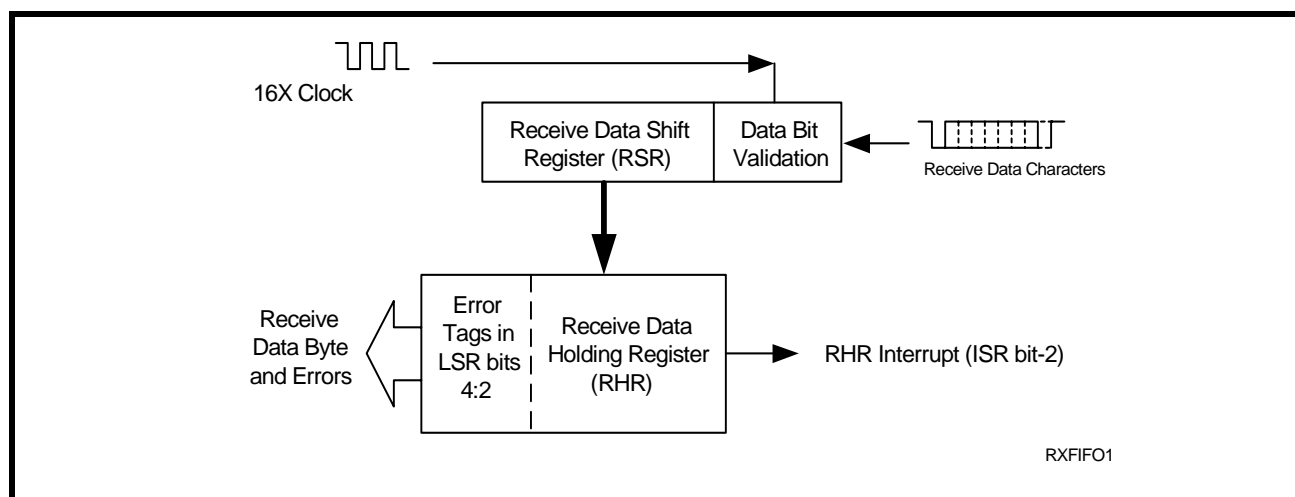 16X Clock
Receive Data Shift
Register (RSR)
Data Bit
Validation
Receive Data Characters
Receive
Data Byte
and Errors
Error
Tags in
LSR bits
4:2
Receive Data
Holding Register
(RHR)
RHR Interrupt (ISR bit-2)
RXFIFO1